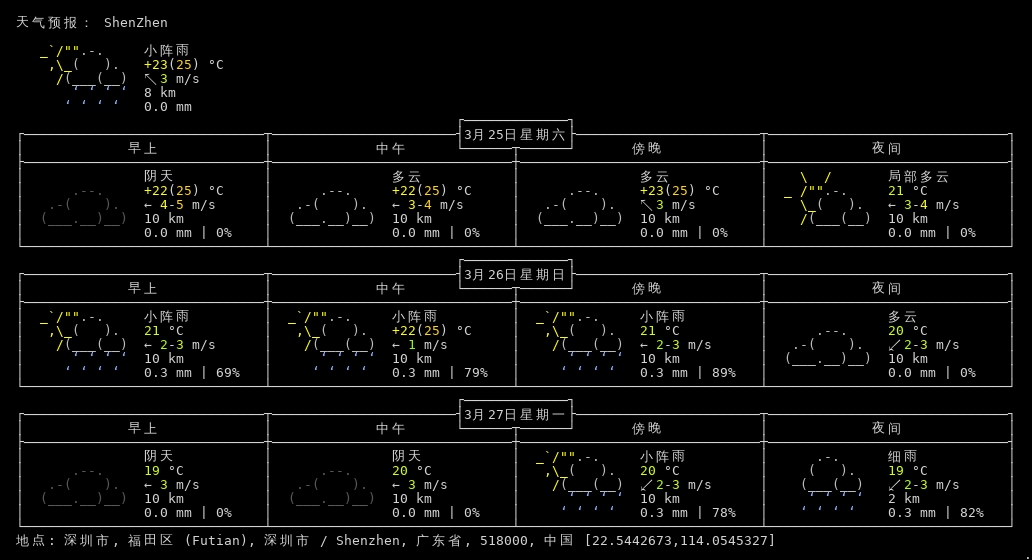 天气预报： ShenZhen
小阵雨
+23(25) °C
↖ 3 m/s
8 km
0.0 mm
3月25日星期六
早上 中午 傍晚 夜间
阴天 多云 多云 局部多云
+22(25) °C +22(25) °C +23(25) °C 21 °C
← 4-5 m/s ← 3-4 m/s ↖ 3 m/s ← 3-4 m/s
10 km 10 km 10 km 10 km
0.0 mm | 0% 0.0 mm | 0% 0.0 mm | 0% 0.0 mm | 0%
3月26日星期日
早上 中午 傍晚 夜间
小阵雨 小阵雨 小阵雨 多云
21 °C +22(25) °C 21 °C 20 °C
← 2-3 m/s ← 1 m/s ← 2-3 m/s ↙ 2-3 m/s
10 km 10 km 10 km 10 km
0.3 mm | 69% 0.3 mm | 79% 0.3 mm | 89% 0.0 mm | 0%
3月27日星期一
早上 中午 傍晚 夜间
阴天 阴天 小阵雨 细雨
19 °C 20 °C 20 °C 19 °C
← 3 m/s ← 3 m/s ↙ 2-3 m/s ↙ 2-3 m/s
10 km 10 km 10 km 2 km
0.0 mm | 0% 0.0 mm | 0% 0.3 mm | 78% 0.3 mm | 82%
地点: 深圳市, 福田区 (Futian), 深圳市 / Shenzhen, 广东省, 518000, 中国 [22.5442673,114.0545327]